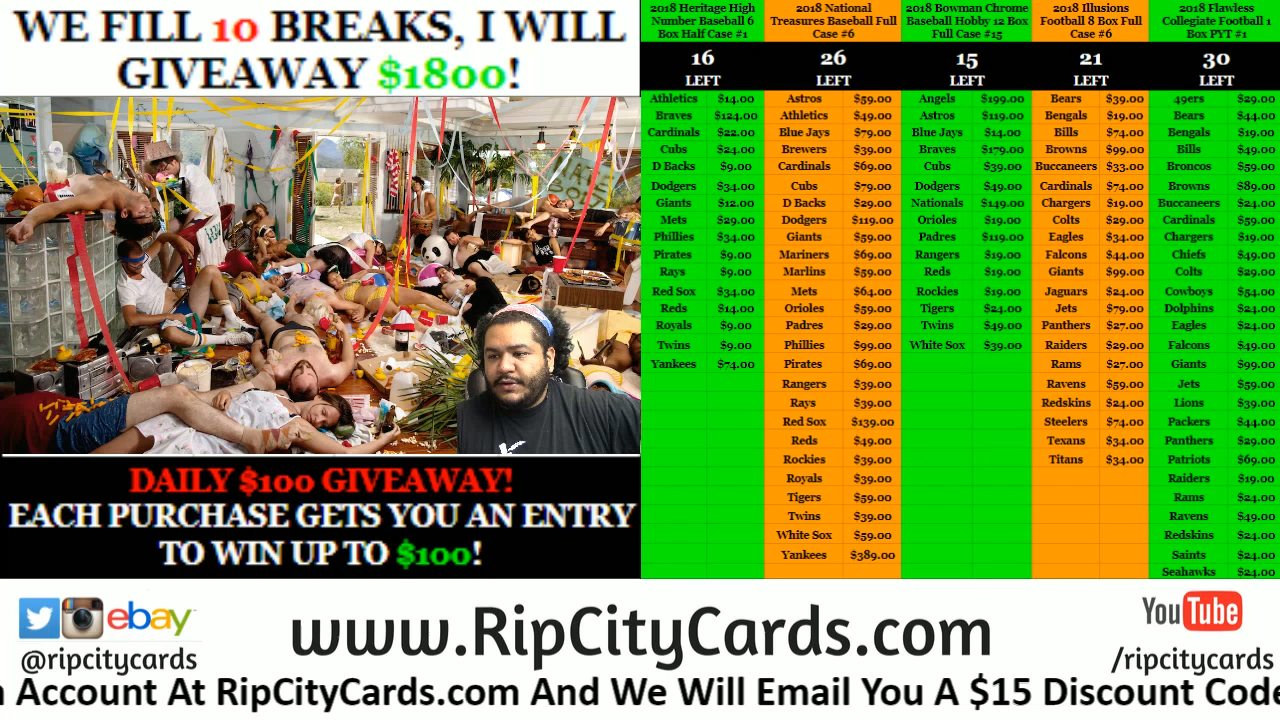 WE FILL 10 BREAKS, I WILL
GIVEAWAY $1800!
DAILY $100 GIVEAWAY!
EACH PURCHASE GETS YOU AN ENTRY
TO WIN UP TO $100!
2018 Heritage High
Number Baseball 6
Box Half Case #1
16
LEFT
Athletics $14.00
Braves $124.00
Cardinals $22.00
Cubs $24.00
D Backs $9.00
Dodgers $34.00
Giants $12.00
Mets $29.00
Phillies $34.00
Pirates $9.00
Rays $9.00
Red Sox $34.00
Reds $14.00
Royals $9.00
Twins $9.00
Yankees $74.00
2018 National
Treasures Baseball Full
Case #6
26
LEFT
Astros $59.00
Athletics $49.00
Blue Jays $79.00
Brewers $39.00
Cardinals $69.00
Cubs $79.00
D Backs $29.00
Dodgers $119.00
Giants $59.00
Mariners $69.00
Marlins $59.00
Mets $64.00
Orioles $59.00
Padres $29.00
Phillies $99.00
Pirates $69.00
Rangers $39.00
Rays $39.00
Red Sox $139.00
Reds $49.00
Rockies $39.00
Royals $39.00
Tigers $59.00
Twins $39.00
White Sox $59.00
Yankees $389.00
2018 Bowman Chrome
Baseball Hobby 12 Box
Full Case #15
15
LEFT
Angels $199.00
Astros $119.00
Blue Jays $14.00
Braves $179.00
Cubs $39.00
Dodgers $49.00
Nationals $149.00
Orioles $19.00
Padres $119.00
Rangers $19.00
Reds $19.00
Rockies $19.00
Tigers $24.00
Twins $49.00
White Sox $39.00
2018 Illusions
Football 8 Box Full
Case #6
21
LEFT
Bears $39.00
Bengals $19.00
Bills $74.00
Browns $99.00
Buccaneers $33.00
Cardinals $74.00
Chargers $19.00
Colts $29.00
Eagles $34.00
Falcons $44.00
Giants $99.00
Jaguars $24.00
Jets $79.00
Panthers $27.00
Raiders $29.00
Rams $27.00
Ravens $59.00
Redskins $24.00
Steelers $74.00
Texans $34.00
Titans $34.00
2018 Flawless
Collegiate Football 1
Box PYT #1
30
LEFT
49ers $29.00
Bears $44.00
Bengals $19.00
Bills $49.00
Broncos $59.00
Browns $89.00
Buccaneers $24.00
Cardinals $59.00
Chargers $19.00
Chiefs $49.00
Colts $29.00
Cowboys $54.00
Dolphins $24.00
Eagles $24.00
Falcons $49.00
Giants $99.00
Jets $59.00
Lions $39.00
Packers $44.00
Panthers $29.00
Patriots $69.00
Raiders $19.00
Rams $24.00
Ravens $49.00
Redskins $24.00
Saints $24.00
Seahawks $24.00
ebay
@ripcitycards
www.RipCityCards.com
YouTube
/ripcitycards
Account At RipCityCards.com And We Will Email You A $15 Discount Code